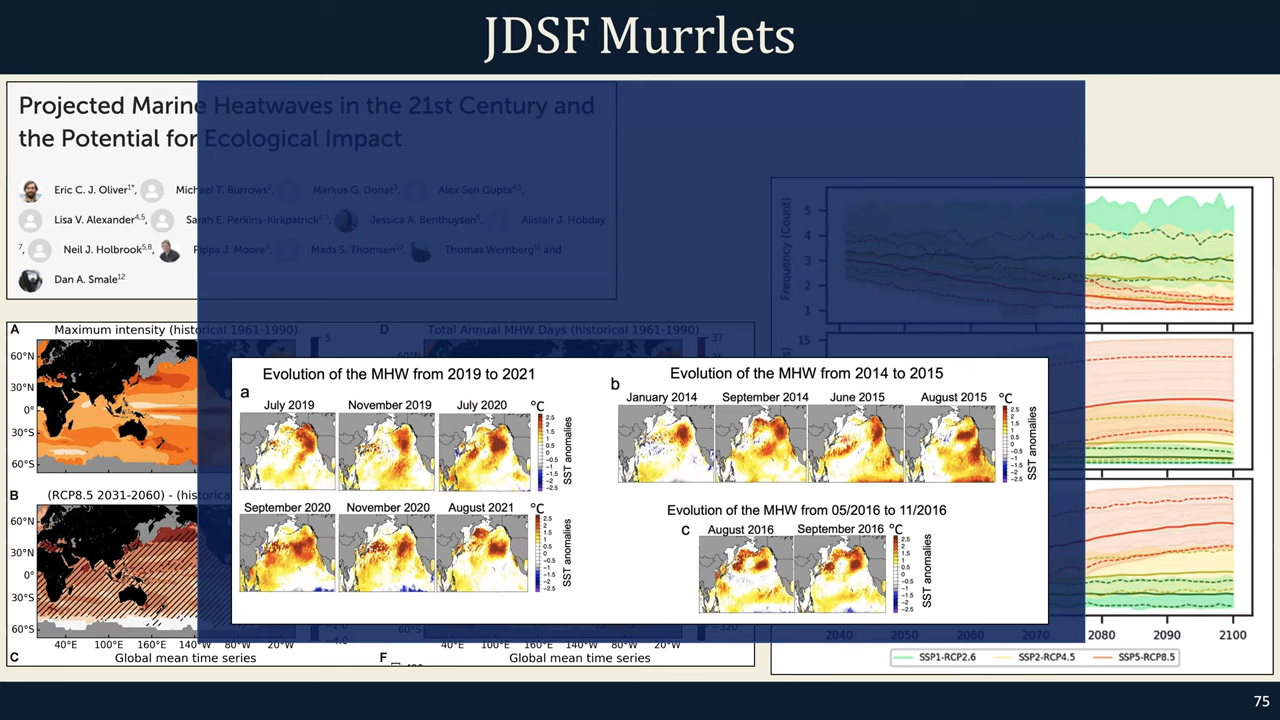 JDSF Murrlets
Projected Marine Heatwaves in the 21st Century and
the Potential for Ecological Impact
Eric C. J. Oliver1*, Michael T. Burrows2, Markus G. Donat3, Alex Sen Gupta4,5,
Lisa V. Alexander4,5, Sarah E. Perkins-Kirkpatrick4,5, Jessica A. Benthuysen6, Alistair J. Hobday
7, Neil J. Holbrook5,8, Pippa J. Moore9, Mads S. Thomsen10, Thomas Wernberg11 and
Dan A. Smale12
A Maximum intensity (historical 1961-1990)
5
60°N
30°N
0°
30°S
60°S
D Total Annual MHW Days (historical 1961-1990)
37
60°N
B (RCP8.5 2031-2060) - (historica
60°N
30°N
0°
30°S
60°S
40°E 100°E 160°E 140°W 80°W 20°W
60°S
40°E 100°E 160°E 140°W 80°W 20°W
C Global mean time series
F Global mean time series
Evolution of the MHW from 2019 to 2021
a
July 2019 November 2019 July 2020 °C
2.5
2
1.5
1
0.5
0
−0.5
−1
−1.5
−2
−2.5
SST anomalies
September 2020 November 2020 August 2021 °C
2.5
2
1.5
1
0.5
0
−0.5
−1
−1.5
−2
−2.5
SST anomalies
Evolution of the MHW from 2014 to 2015
b
January 2014 September 2014 June 2015 August 2015 °C
2.5
2
1.5
1
0.5
0
−0.5
−1
−1.5
−2
−2.5
SST anomalies
Evolution of the MHW from 05/2016 to 11/2016
c August 2016 September 2016 °C
2.5
2
1.5
1
0.5
0
−0.5
−1
−1.5
−2
−2.5
SST anomalies
Frequency (Count)
5
4
3
2
1
15
2040 2050 2060 2070 2080 2090 2100
SSP1-RCP2.6 SSP2-RCP4.5 SSP5-RCP8.5
75